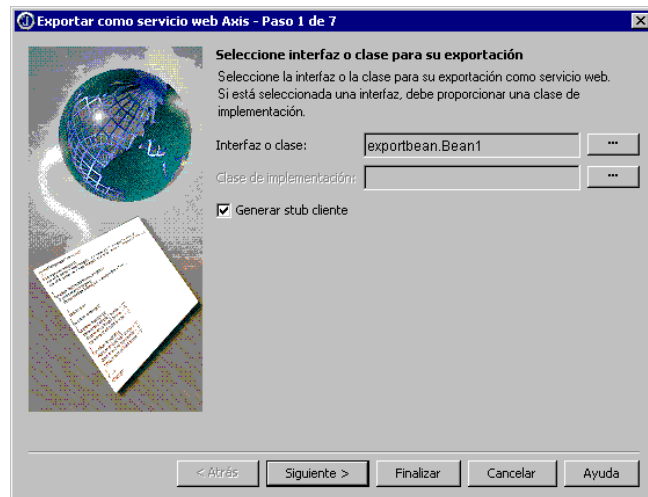 Exportar como servicio web Axis - Paso 1 de 7
Seleccione interfaz o clase para su exportación
Seleccione la interfaz o la clase para su exportación como servicio web.
Si está seleccionada una interfaz, debe proporcionar una clase de
implementación.
Interfaz o clase: exportbean.Bean1 ...
Clase de implementación: ...
Generar stub cliente
< Atrás Siguiente > Finalizar Cancelar Ayuda